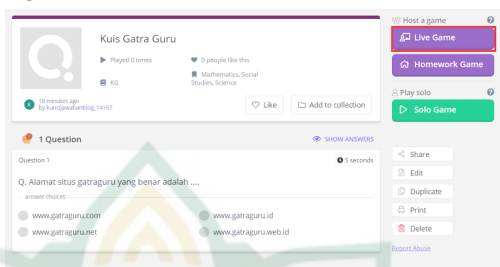 Kuis Gatra Guru
Played 0 times
0 people like this
KG
Mathematics, Social
Studies, Science
18 minutes ago
by kuncijawabanblog_14167
Like
Add to collection
1 Question
SHOW ANSWERS
Question 1
5 seconds
Q. Alamat situs gatraguru yang benar adalah ....
answer choices
www.gatraguru.com
www.gatraguru.id
www.gatraguru.net
www.gatraguru.web.id
Host a game
Live Game
Homework Game
Play solo
Solo Game
Share
Edit
Duplicate
Print
Delete
Report Abuse